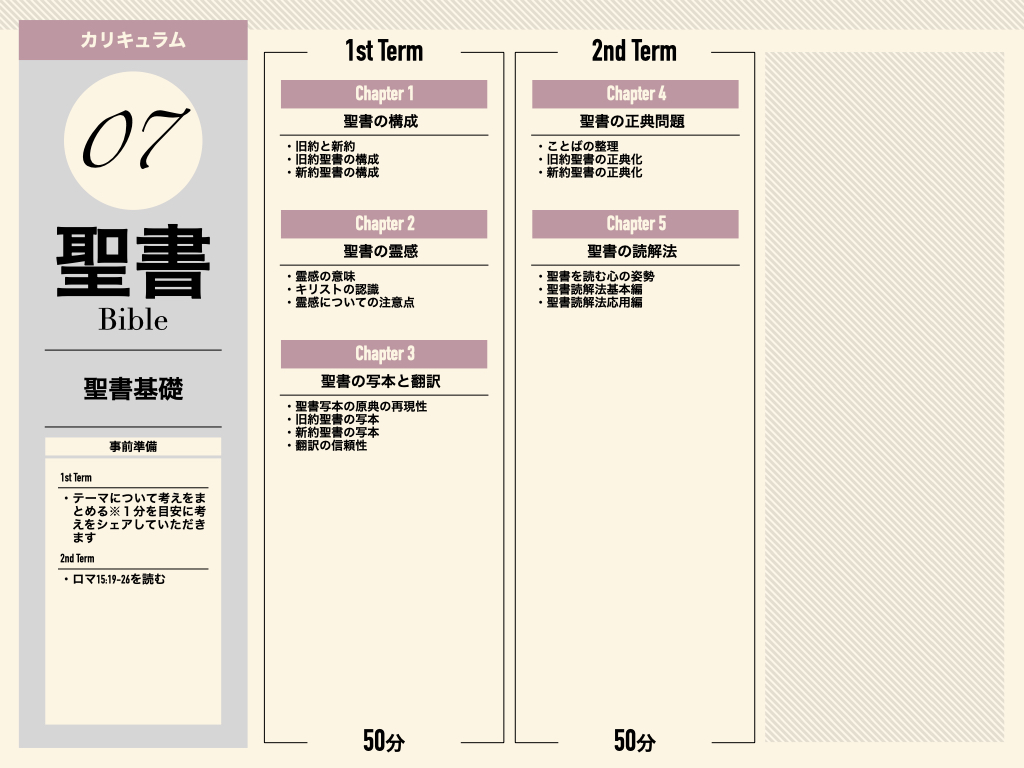 カリキュラム
07
聖書
Bible
聖書基礎
事前準備
1st Term
・テーマについて考えをま
とめる※１分を目安に考
えをシェアしていただき
ます
2nd Term
・ロマ15:19-26を読む
1st Term
Chapter 1
聖書の構成
・旧約と新約
・旧約聖書の構成
・新約聖書の構成
Chapter 2
聖書の霊感
・霊感の意味
・キリストの認識
・霊感についての注意点
Chapter 3
聖書の写本と翻訳
・聖書写本の原典の再現性
・旧約聖書の写本
・新約聖書の写本
・翻訳の信頼性
50分
2nd Term
Chapter 4
聖書の正典問題
・ことばの整理
・旧約聖書の正典化
・新約聖書の正典化
Chapter 5
聖書の読解法
・聖書を読む心の姿勢
・聖書読解法基本編
・聖書読解法応用編
50分